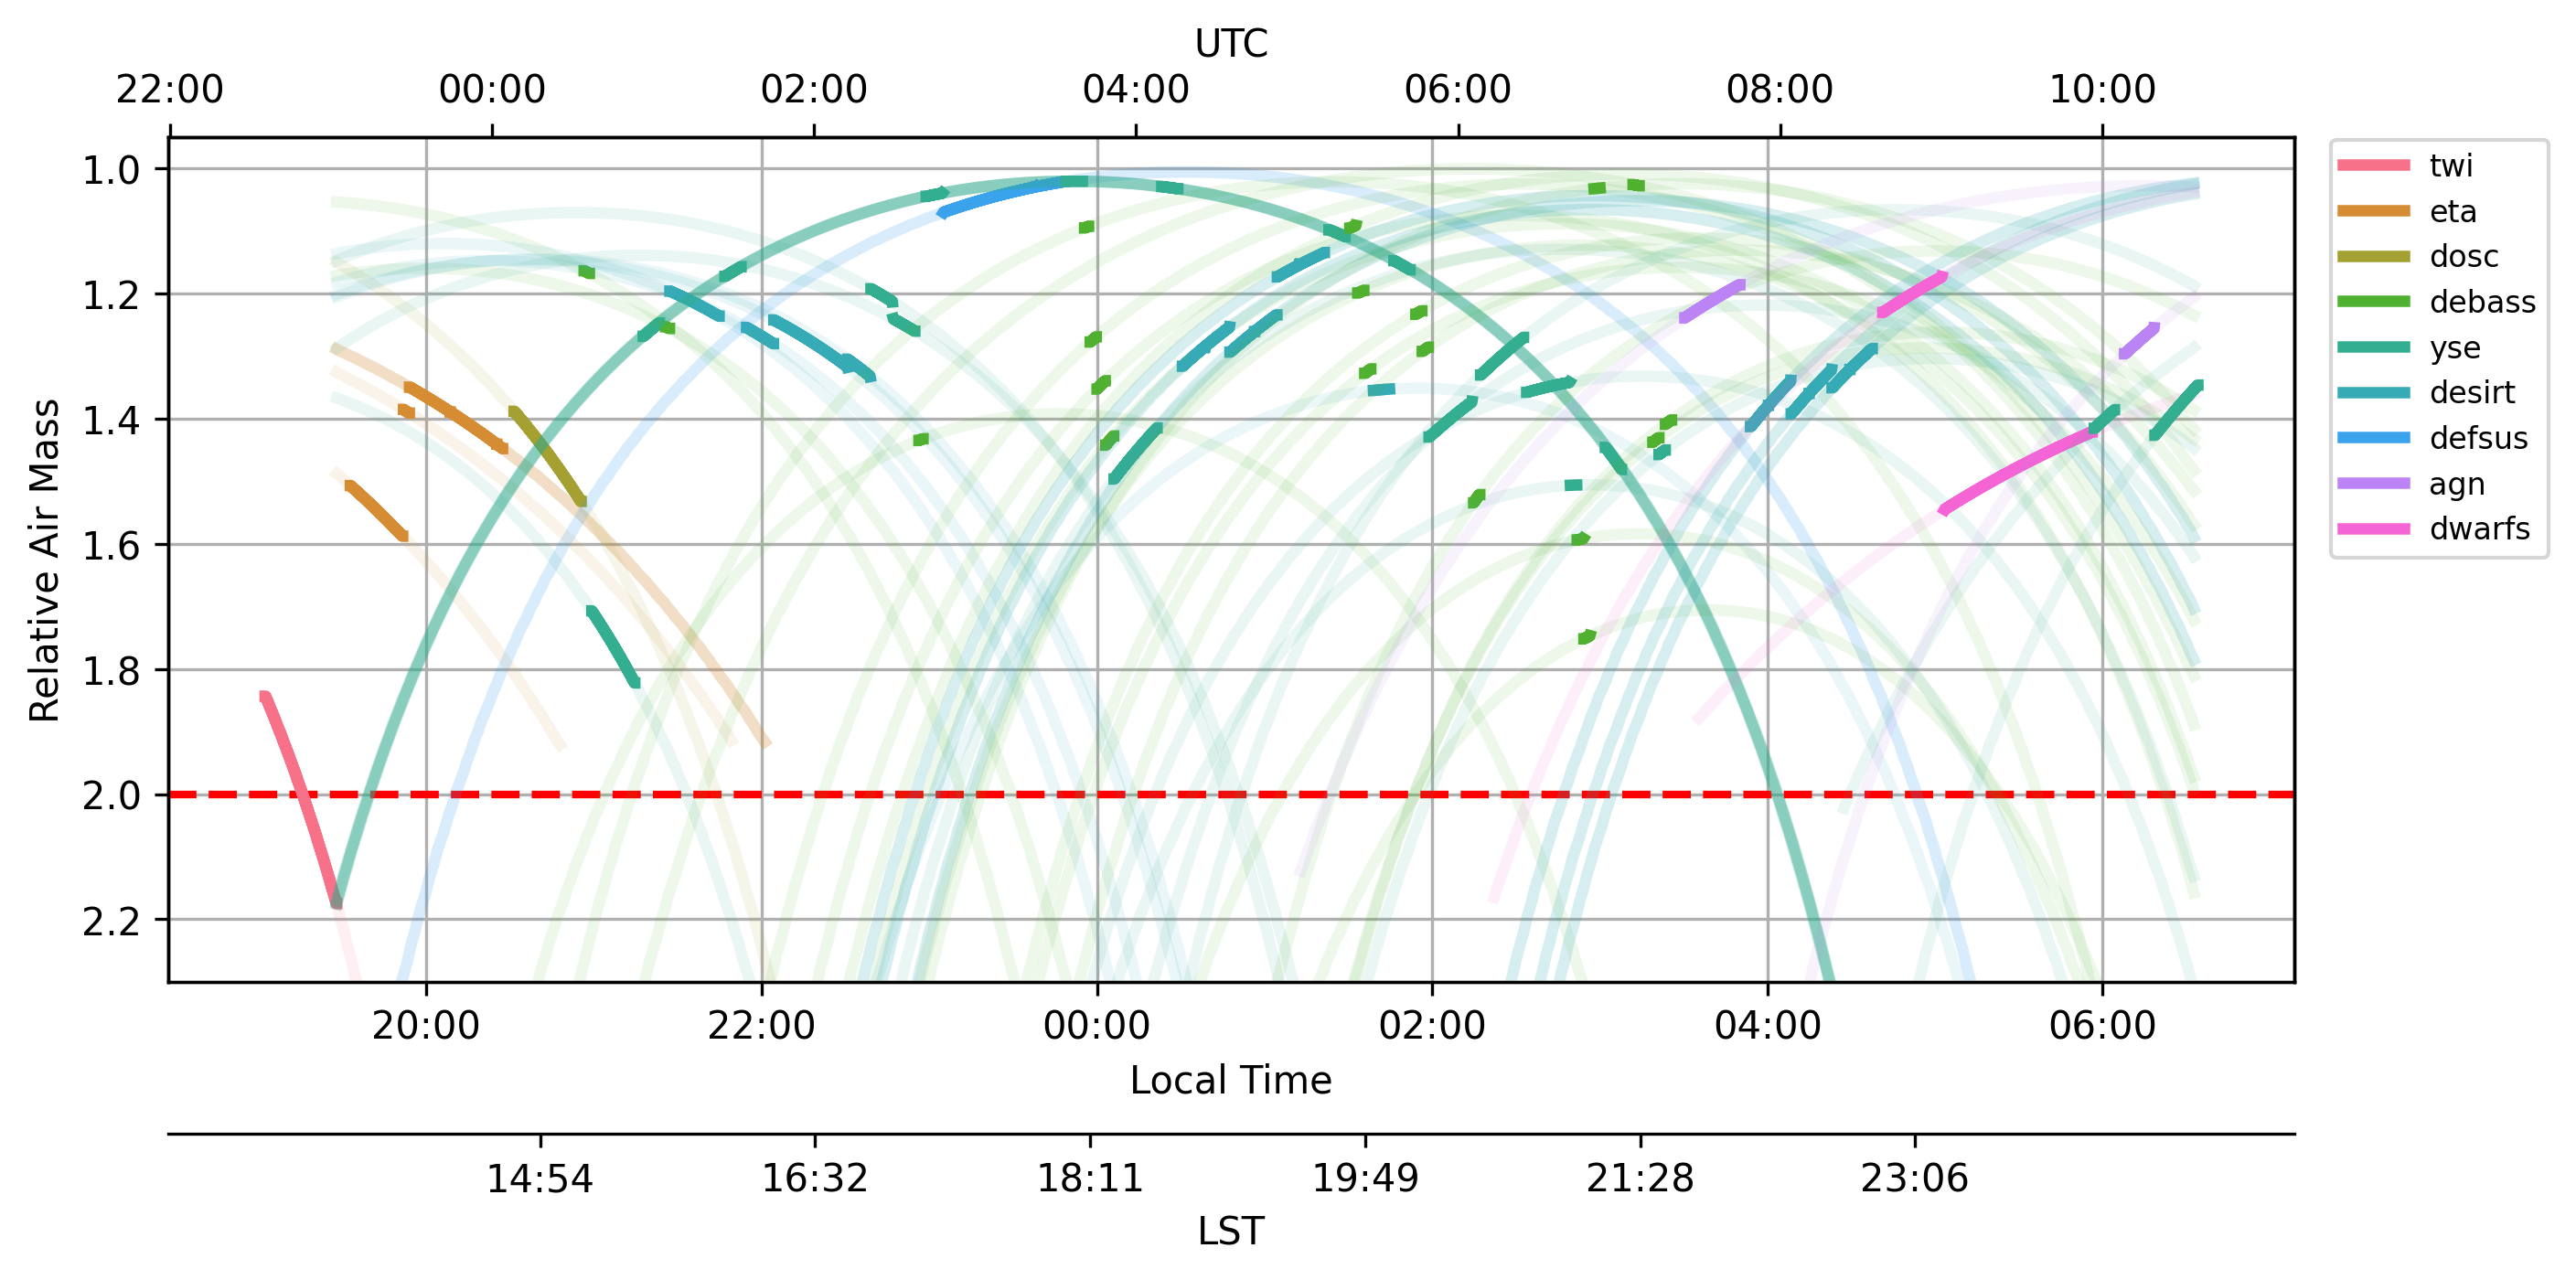 UTC
22:00 00:00 02:00 04:00 06:00 08:00 10:00
Relative Air Mass
1.0
1.2
1.4
1.6
1.8
2.0
2.2
twi
eta
dosc
debass
yse
desirt
defsus
agn
dwarfs
20:00 22:00 00:00 02:00 04:00 06:00
Local Time
14:54 16:32 18:11 19:49 21:28 23:06
LST